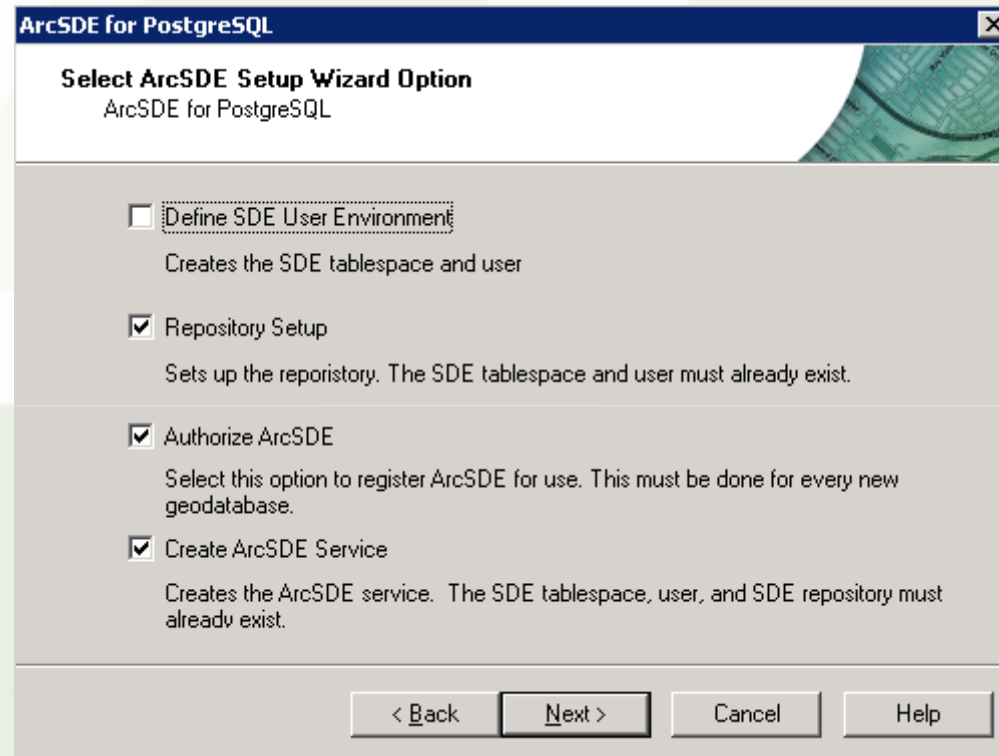 ArcSDE for PostgreSQL
Select ArcSDE Setup Wizard Option
ArcSDE for PostgreSQL
Define SDE User Environment
Creates the SDE tablespace and user
Repository Setup
Sets up the reporistory. The SDE tablespace and user must already exist.
Authorize ArcSDE
Select this option to register ArcSDE for use. This must be done for every new
geodatabase.
Create ArcSDE Service
Creates the ArcSDE service. The SDE tablespace, user, and SDE repository must
already exist.
< Back Next > Cancel Help